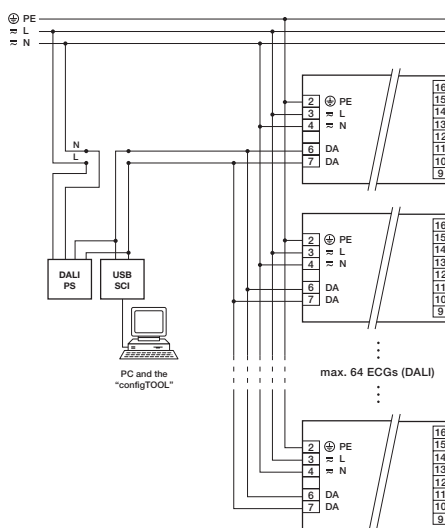 PE
≂ L
≂ N
N
L
DALI
PS
USB
SCI
PC and the
"configTOOL"
2 PE
3 ≂ L
4 ≂ N
6 DA
7 DA
16
15
14
13
12
11
10
9
2 PE
3 ≂ L
4 ≂ N
6 DA
7 DA
16
15
14
13
12
11
10
9
max. 64 ECGs (DALI)
2 PE
3 ≂ L
4 ≂ N
6 DA
7 DA
16
15
14
13
12
11
10
9